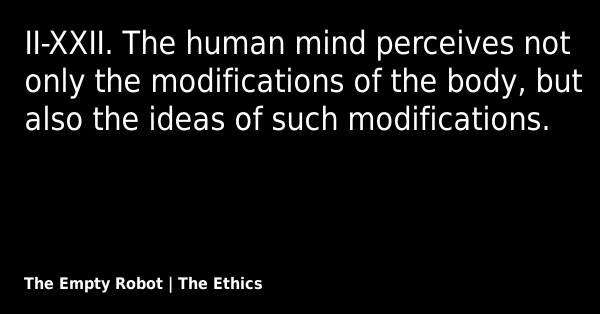 II-XXII. The human mind perceives not
only the modifications of the body, but
also the ideas of such modifications.
The Empty Robot | The Ethics